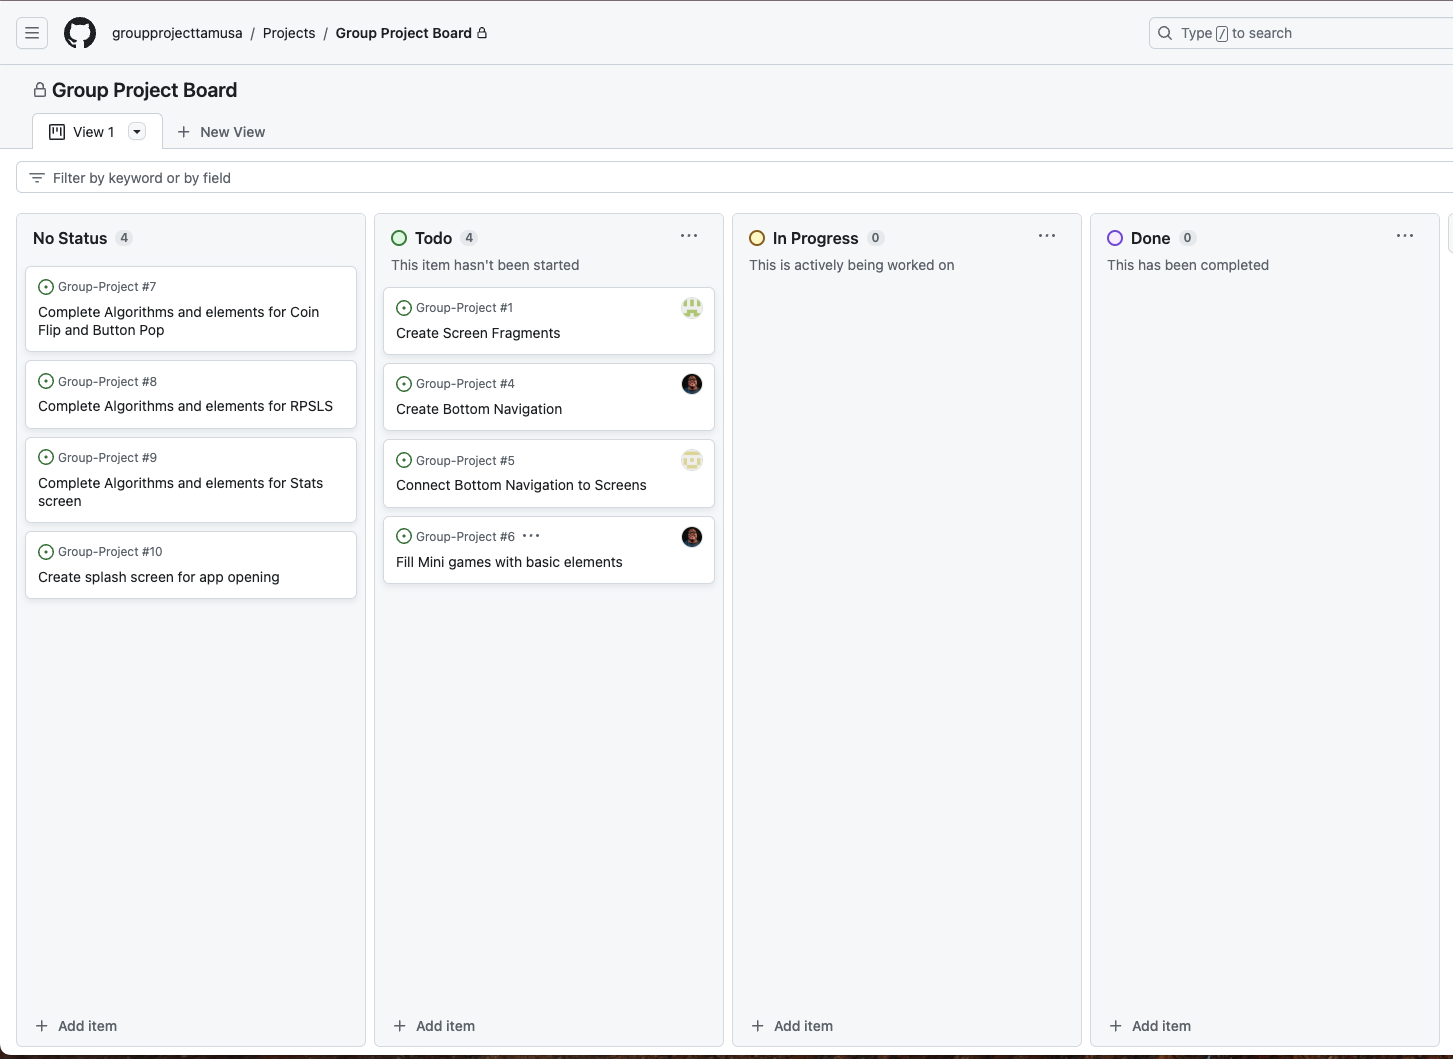 groupprojecttamusa / Projects / Group Project Board
Type / to search
Group Project Board
View 1
New View
Filter by keyword or by field
No Status 4
Group-Project #7
Complete Algorithms and elements for Coin
Flip and Button Pop
Group-Project #8
Complete Algorithms and elements for RPSLS
Group-Project #9
Complete Algorithms and elements for Stats
screen
Group-Project #10
Create splash screen for app opening
Add item
Todo 4
This item hasn't been started
Group-Project #1
Create Screen Fragments
Group-Project #4
Create Bottom Navigation
Group-Project #5
Connect Bottom Navigation to Screens
Group-Project #6
Fill Mini games with basic elements
Add item
In Progress 0
This is actively being worked on
Add item
Done 0
This has been completed
Add item